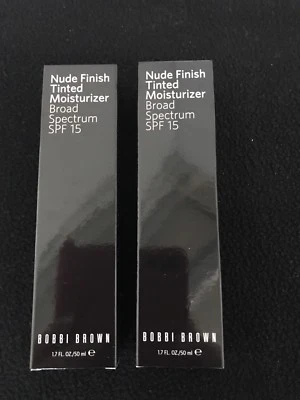 Nude Finish
Tinted
Moisturizer
Broad
Spectrum
SPF 15
BOBBI BROWN
1.7 FL. OZ./50 ml ℮
Nude Finish
Tinted
Moisturizer
Broad
Spectrum
SPF 15
BOBBI BROWN
1.7 FL. OZ./50 ml ℮